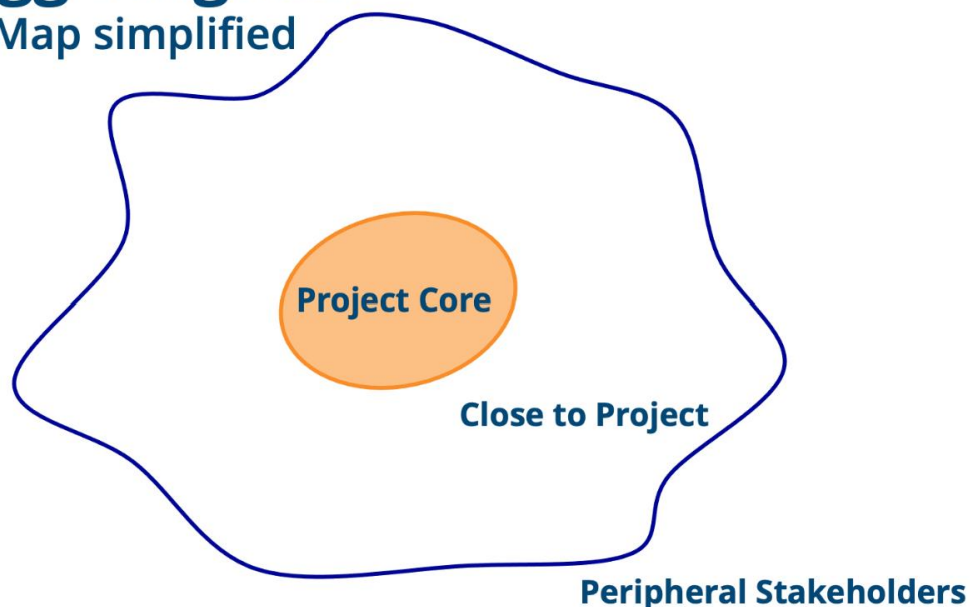 Map simplified
Project Core
Close to Project
Peripheral Stakeholders